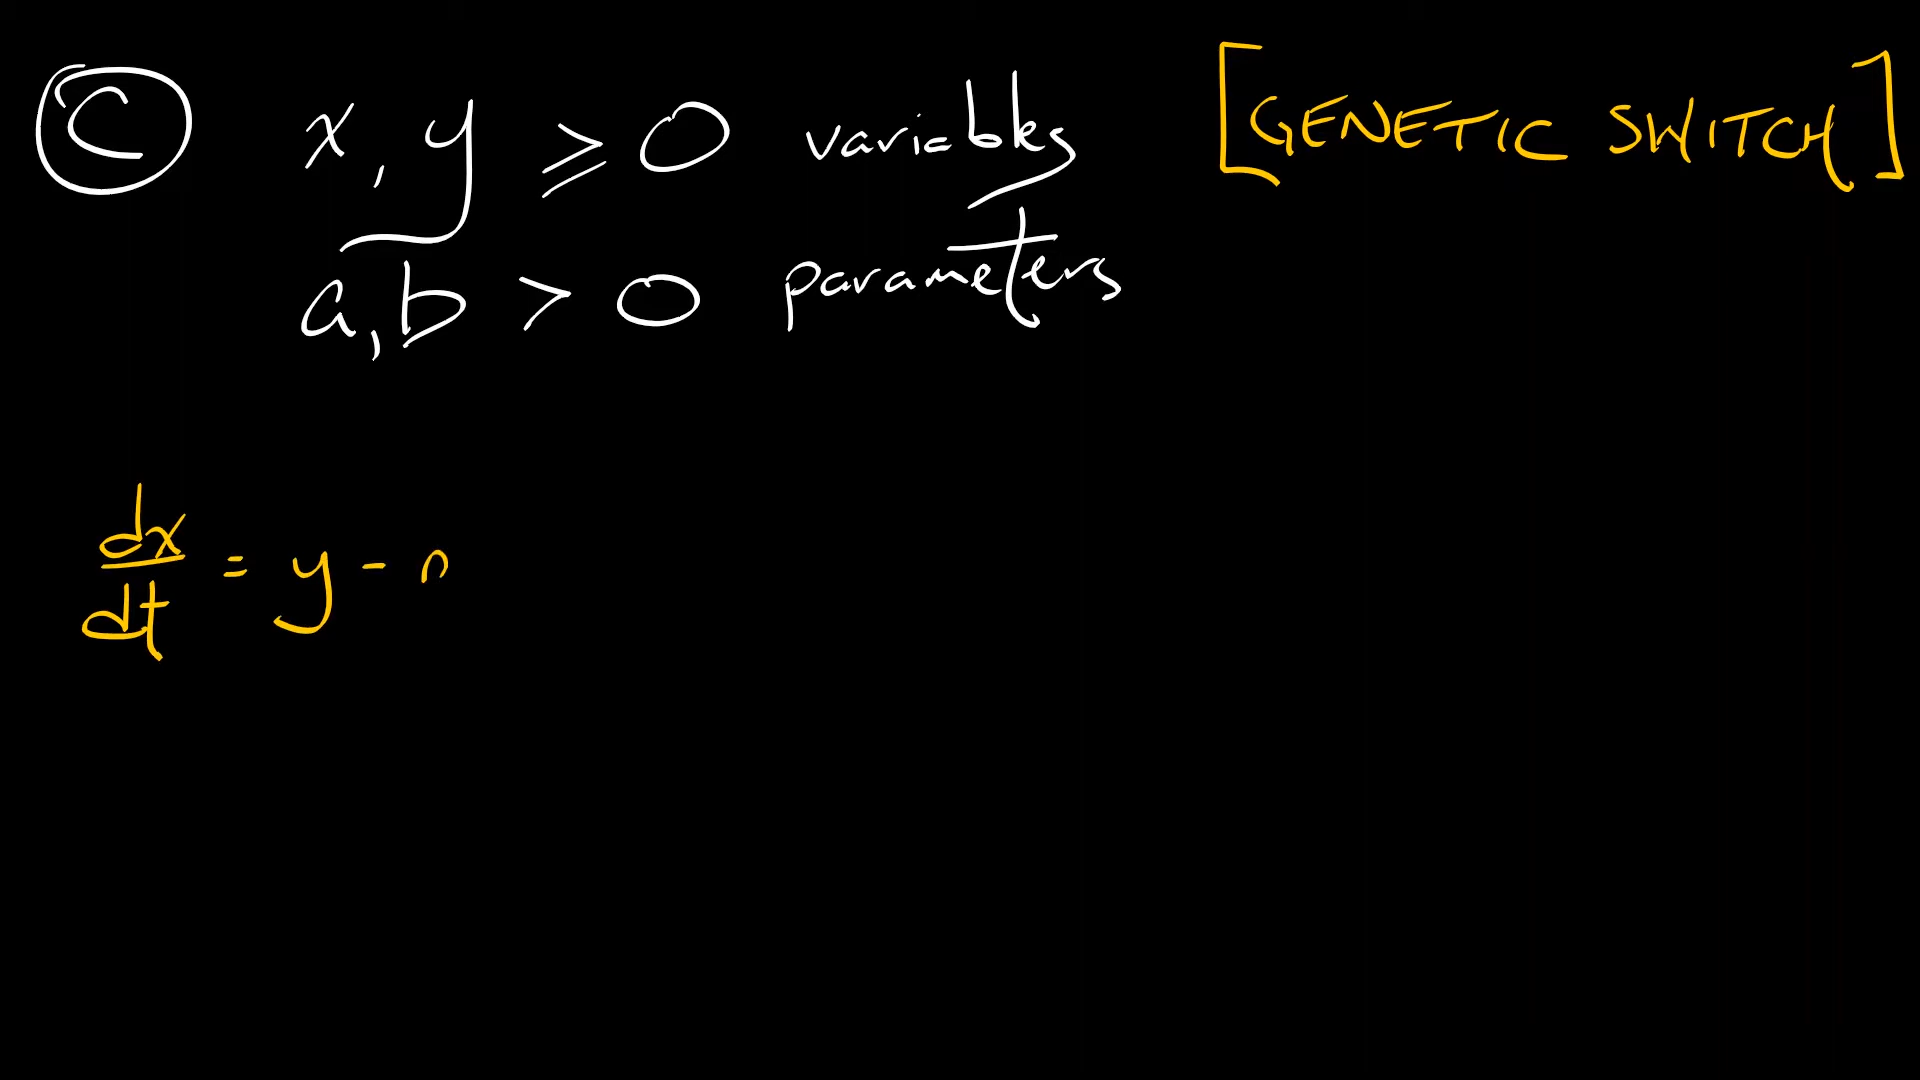 C x, y ≥ 0 variables [GENETIC SWITCH]
a, b > 0 parameters
dx/dt = y -